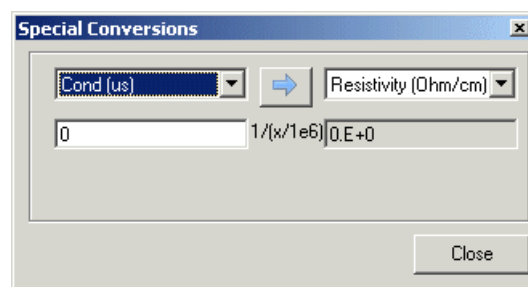 Special Conversions
Cond (us) Resistivity (Ohm/cm)
0 1/(x/1e6) 0.E+0
Close